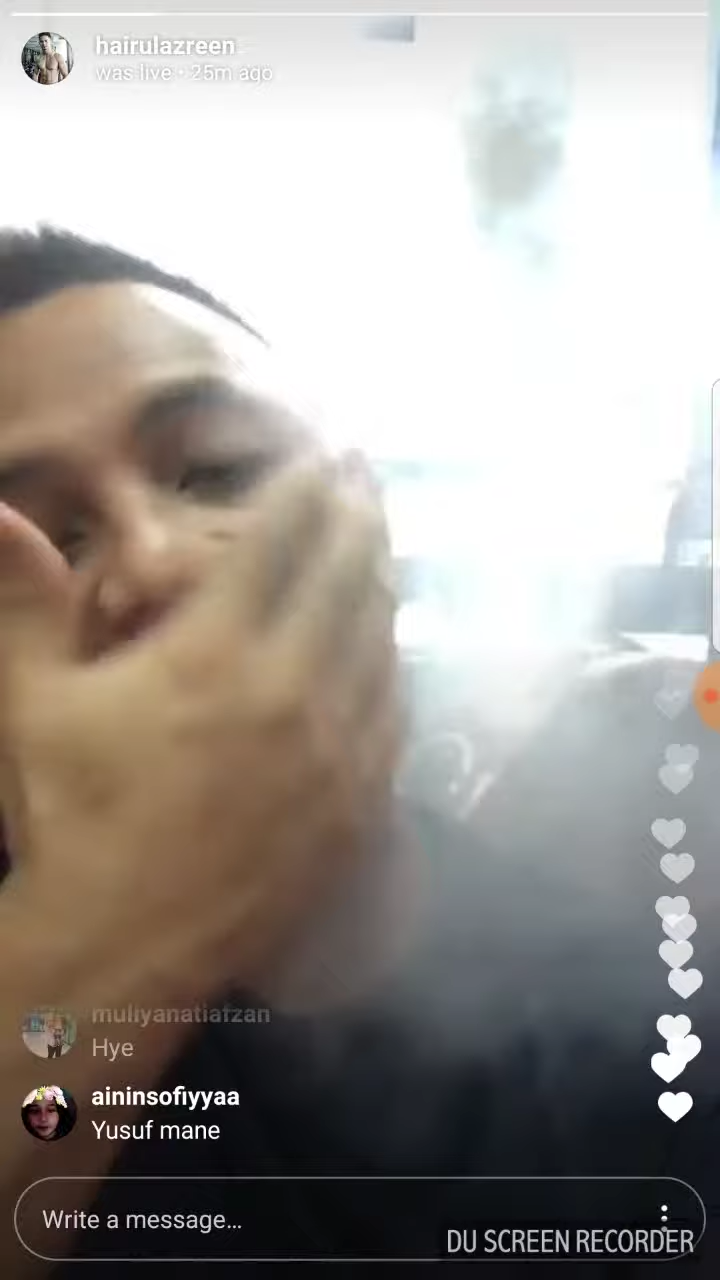 hairulazreen
was live • 25m ago
muliyanatiafzan
Hye
aininsofiyyaa
Yusuf mane
Write a message...
DU SCREEN RECORDER